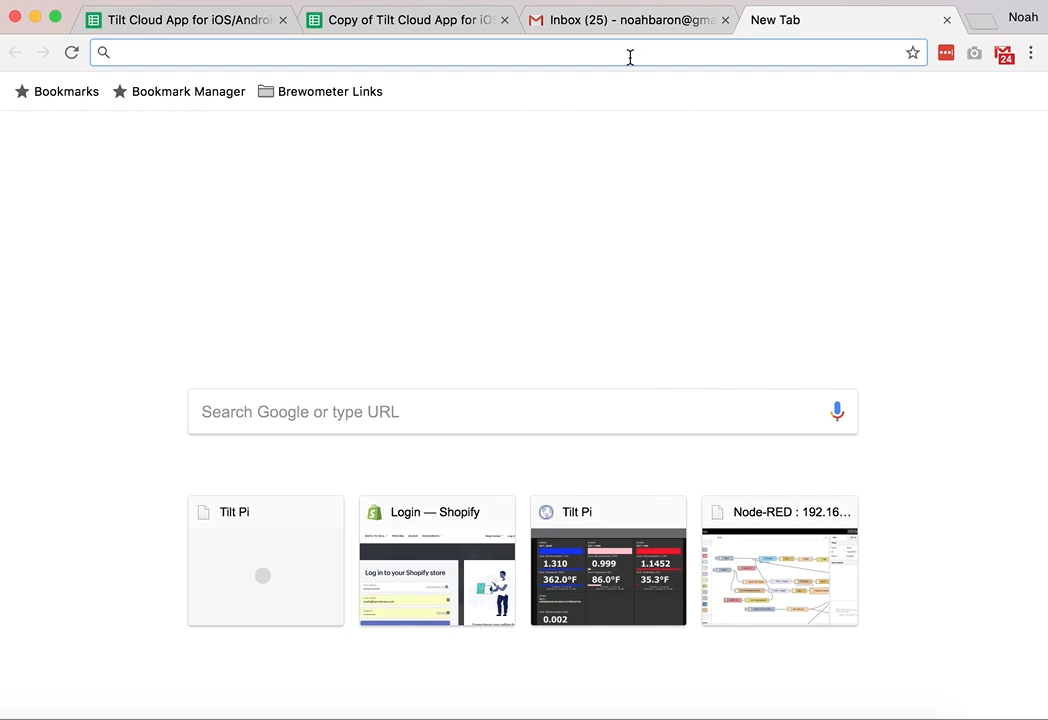 Tilt Cloud App for iOS/Androi
Copy of Tilt Cloud App for iO
Inbox (25) - noahbaron@gma
New Tab
Noah
24
Bookmarks
Bookmark Manager
Brewometer Links
Search Google or type URL
Tilt Pi
Login — Shopify
Tilt Pi
Node-RED : 192.16...
Log in to your Shopify store
1.310
0.999
1.1452
362.0°F
86.0°F
35.3°F
0.002